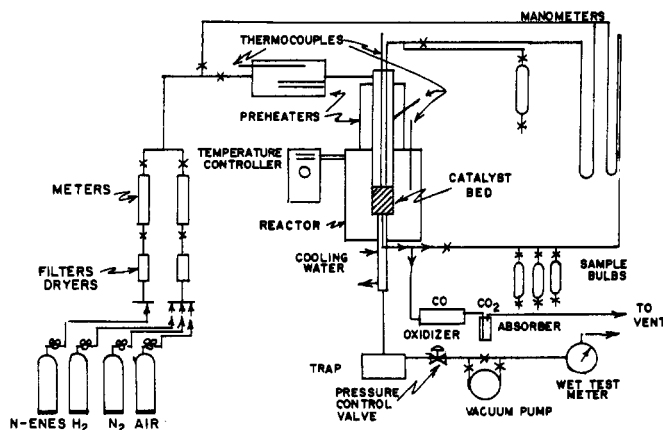 MANOMETERS
THERMOCOUPLES
PREHEATERS
TEMPERATURE
CONTROLLER
METERS
CATALYST
BED
REACTOR
COOLING
WATER
FILTERS
DRYERS
SAMPLE
BULBS
CO
OXIDIZER
CO2
ABSORBER
TO
VENT
TRAP
PRESSURE
CONTROL
VALVE
VACUUM PUMP
WET TEST
METER
N-ENES H2 N2 AIR